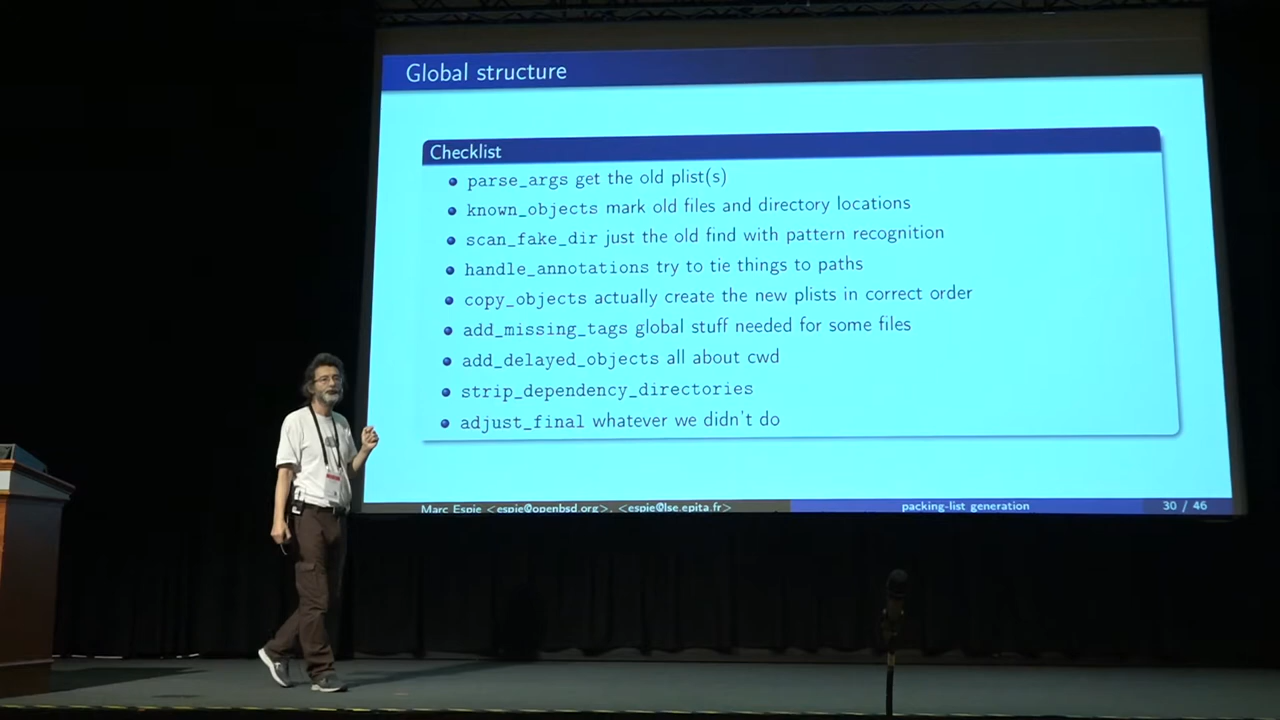 Global structure
Checklist
parse_args get the old plist(s)
known_objects mark old files and directory locations
scan_fake_dir just the old find with pattern recognition
handle_annotations try to tie things to paths
copy_objects actually create the new plists in correct order
add_missing_tags global stuff needed for some files
add_delayed_objects all about cwd
strip_dependency_directories
adjust_final whatever we didn't do
Marc Espie <espie@openbsd.org>, <espie@lse.epita.fr> packing-list generation 30 / 46